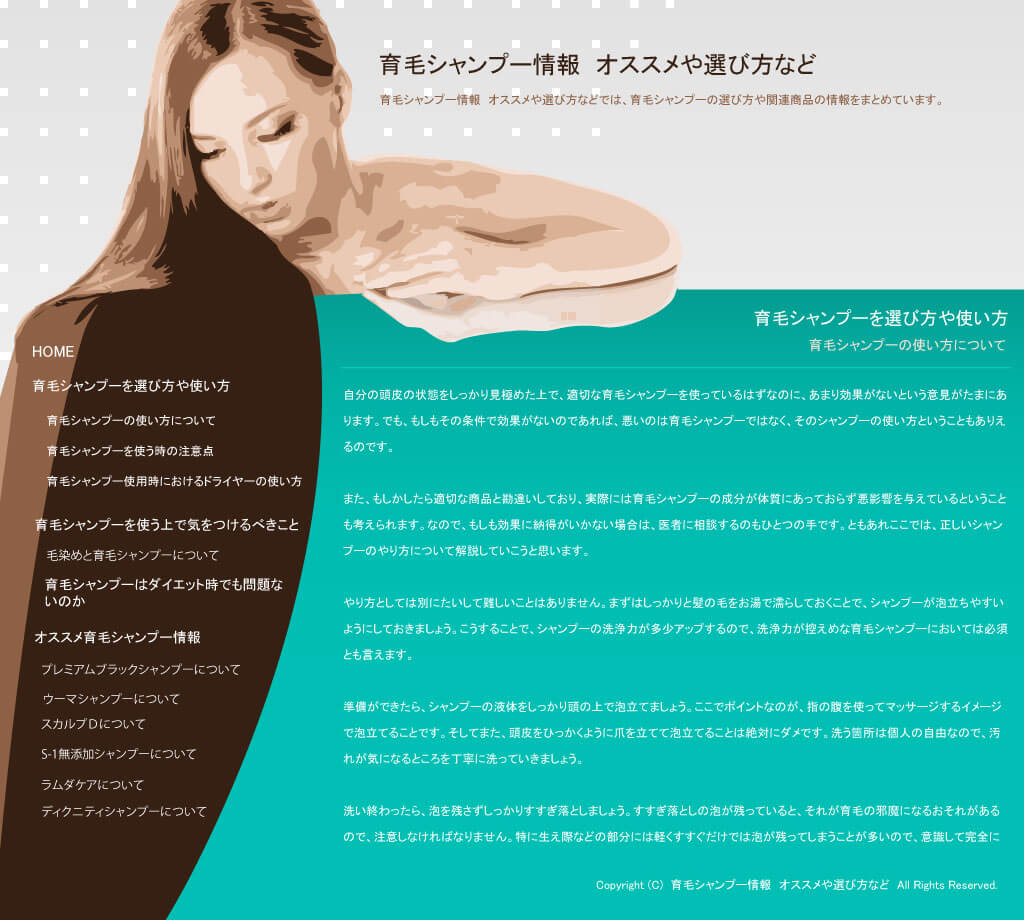 育毛シャンプー情報　オススメや選び方など
育毛シャンプー情報　オススメや選び方などでは、育毛シャンプーの選び方や関連商品の情報をまとめています。
育毛シャンプーを選び方や使い方
育毛シャンプーの使い方について
HOME
育毛シャンプーを選び方や使い方
育毛シャンプーの使い方について
育毛シャンプーを使う時の注意点
育毛シャンプー使用時におけるドライヤーの使い方
育毛シャンプーを使う上で気をつけるべきこと
毛染めと育毛シャンプーについて
育毛シャンプーはダイエット時でも問題な
いのか
オススメ育毛シャンプー情報
プレミアムブラックシャンプーについて
ウーマシャンプーについて
スカルプDについて
S-1無添加シャンプーについて
ラムダケアについて
ディクニティシャンプーについて
自分の頭皮の状態をしっかり見極めた上で、適切な育毛シャンプーを使っているはずなのに、あまり効果がないという意見がたまにあ
ります。でも、もしもその条件で効果がないのであれば、悪いのは育毛シャンプーではなく、そのシャンプーの使い方ということもありえ
るのです。
また、もしかしたら適切な商品と勘違いしており、実際には育毛シャンプーの成分が体質にあっておらず悪影響を与えているということ
も考えられます。なので、もしも効果に納得がいかない場合は、医者に相談するのもひとつの手です。ともあれここでは、正しいシャン
プーのやり方について解説していこうと思います。
やり方としては別にたいして難しいことはありません。まずはしっかりと髪の毛をお湯で濡らしておくことで、シャンプーが泡立ちやすい
ようにしておきましょう。こうすることで、シャンプーの洗浄力が多少アップするので、洗浄力が控えめな育毛シャンプーにおいては必須
とも言えます。
準備ができたら、シャンプーの液体をしっかり頭の上で泡立てましょう。ここでポイントなのが、指の腹を使ってマッサージするイメージ
で泡立てることです。そしてまた、頭皮をひっかくように爪を立てて泡立てることは絶対にダメです。洗う箇所は個人の自由なので、汚
れが気になるところを丁寧に洗っていきましょう。
洗い終わったら、泡を残さずしっかりすすぎ落としましょう。すすぎ落としの泡が残っていると、それが育毛の邪魔になるおそれがある
ので、注意しなければなりません。特に生え際などの部分には軽くすすぐだけでは泡が残ってしまうことが多いので、意識して完全に
Copyright (C)　育毛シャンプー情報　オススメや選び方など　All Rights Reserved.